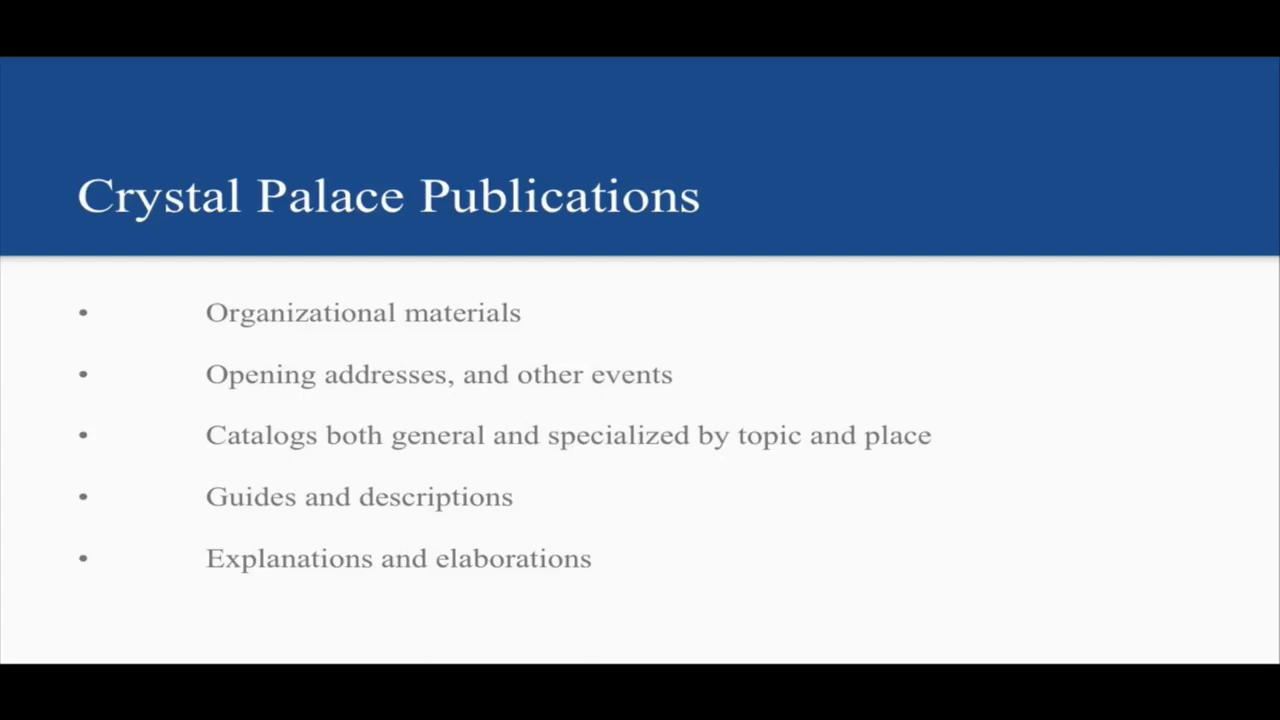 Crystal Palace Publications
• Organizational materials
• Opening addresses, and other events
• Catalogs both general and specialized by topic and place
• Guides and descriptions
• Explanations and elaborations